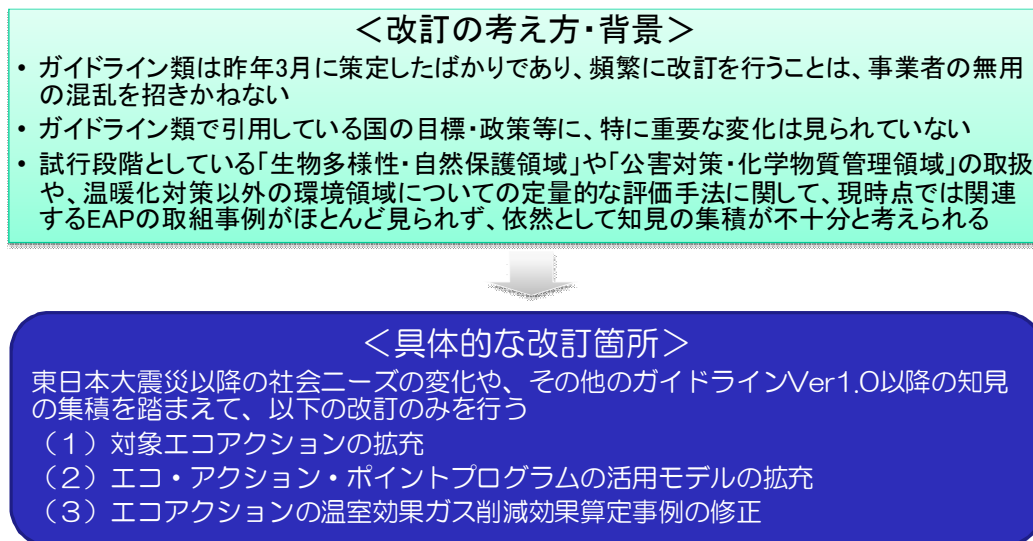 ＜改訂の考え方・背景＞
• ガイドライン類は昨年3月に策定したばかりであり、頻繁に改訂を行うことは、事業者の無用
の混乱を招きかねない
• ガイドライン類で引用している国の目標・政策等に、特に重要な変化は見られていない
• 試行段階としている「生物多様性・自然保護領域」や「公害対策・化学物質管理領域」の取扱
や、温暖化対策以外の環境領域についての定量的な評価手法に関して、現時点では関連
するEAPの取組事例がほとんど見られず、依然として知見の集積が不十分と考えられる
＜具体的な改訂箇所＞
東日本大震災以降の社会ニーズの変化や、その他のガイドラインVer1.0以降の知見
の集積を踏まえて、以下の改訂のみを行う
（1）対象エコアクションの拡充
（2）エコ・アクション・ポイントプログラムの活用モデルの拡充
（3）エコアクションの温室効果ガス削減効果算定事例の修正